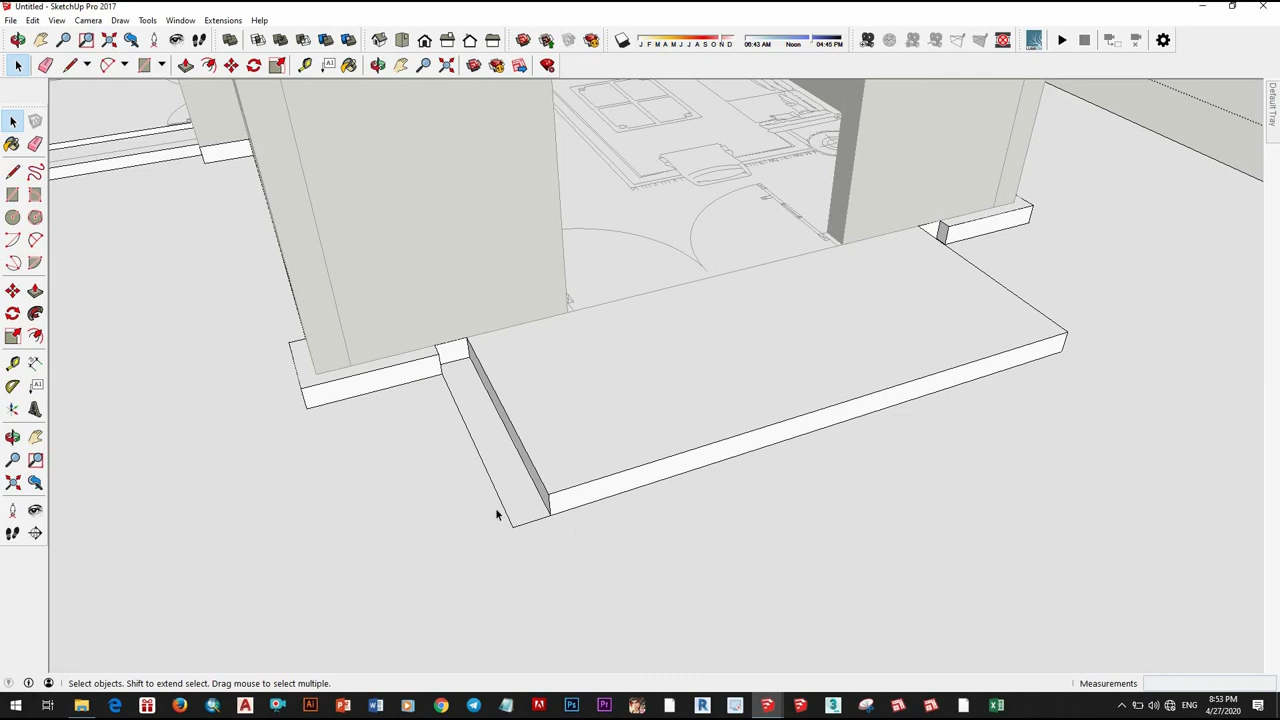 Untitled - SketchUp Pro 2017
File Edit View Camera Draw Tools Window Extensions Help
J F M A M J J A S O N D
06:43 AM Noon 04:45 PM
Default Tray
Select objects. Shift to extend select. Drag mouse to select multiple.
Measurements
ENG
8:53 PM
4/27/2020